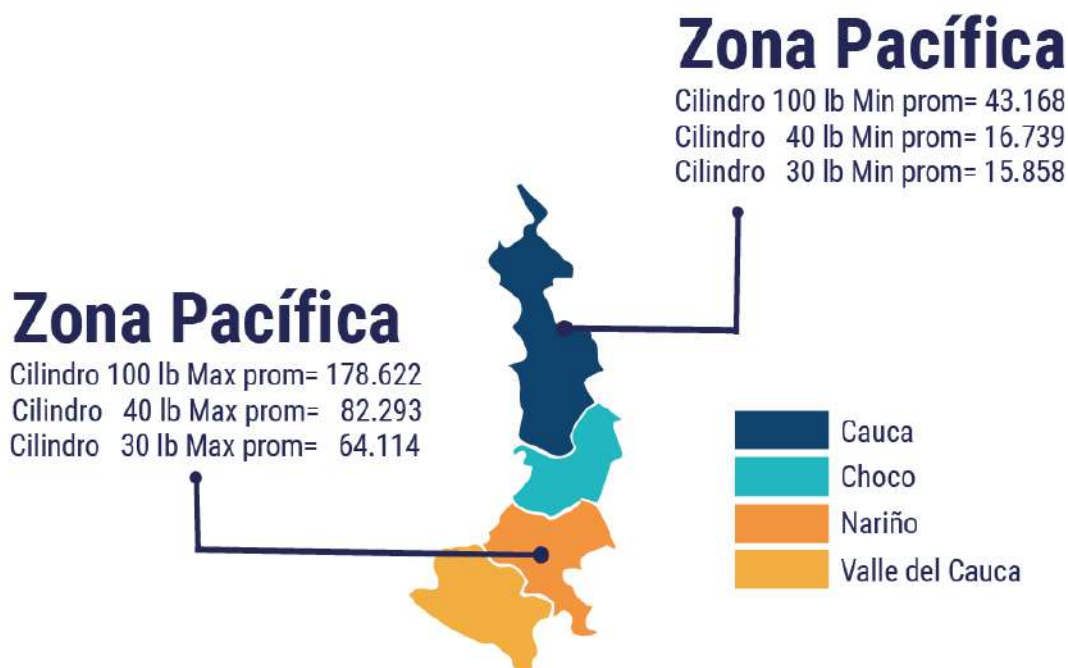 Zona Pacífica
Cilindro 100 lb Min prom= 43.168
Cilindro 40 lb Min prom= 16.739
Cilindro 30 lb Min prom= 15.858
Zona Pacífica
Cilindro 100 lb Max prom= 178.622
Cilindro 40 lb Max prom= 82.293
Cilindro 30 lb Max prom= 64.114
Cauca
Choco
Nariño
Valle del Cauca